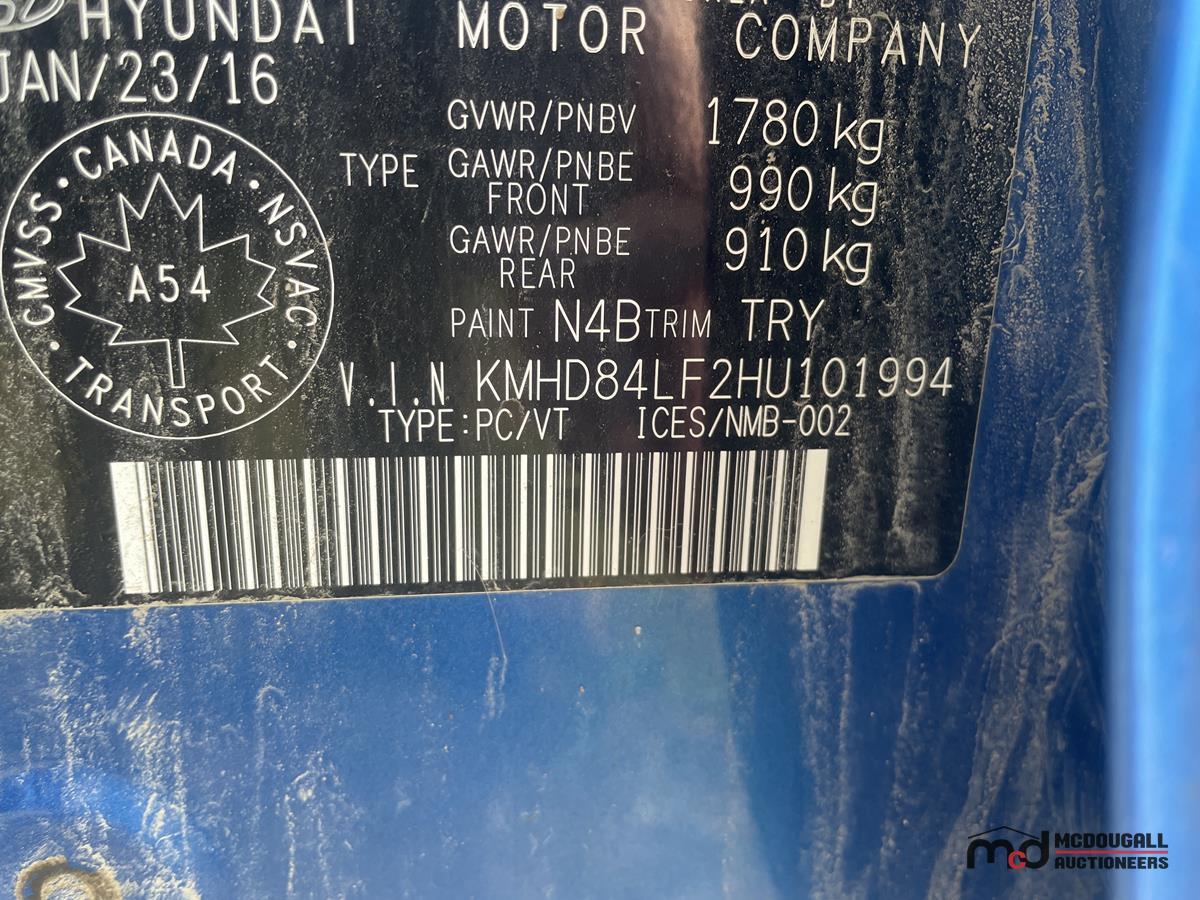 HYUNDAI MOTOR COMPANY
JAN/23/16
GVWR/PNBV 1780 kg
TYPE GAWR/PNBE FRONT 990 kg
GAWR/PNBE REAR 910 kg
PAINT N4B TRIM TRY
V.I.N KMHD84LF2HU101994
TYPE:PC/VT ICES/NMB-002
CMVSS · CANADA · NSVAC · TRANSPORT ·
A54
mcd MCDOUGALL
AUCTIONEERS